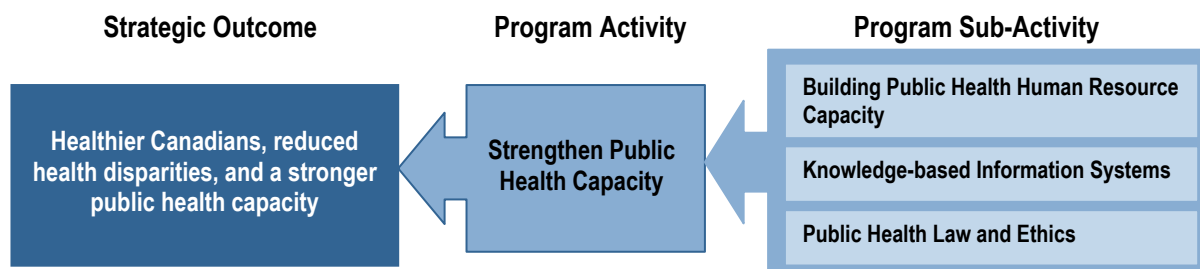 Strategic Outcome
Program Activity
Program Sub-Activity
Healthier Canadians, reduced
health disparities, and a stronger
public health capacity
Strengthen Public
Health Capacity
Building Public Health Human Resource
Capacity
Knowledge-based Information Systems
Public Health Law and Ethics